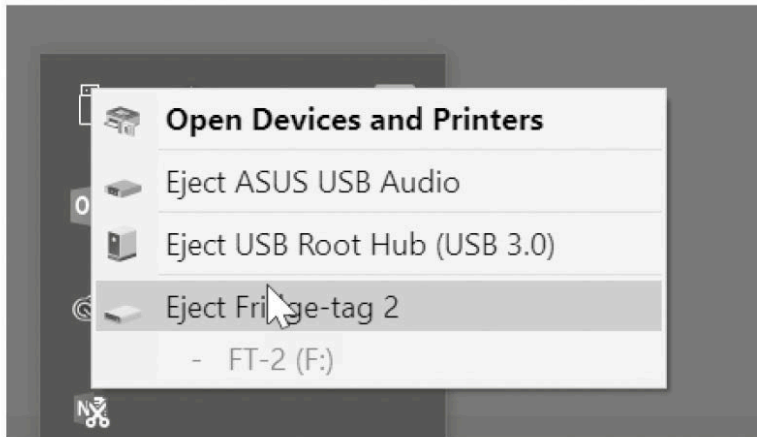 Open Devices and Printers
Eject ASUS USB Audio
Eject USB Root Hub (USB 3.0)
O
Eject Fridge-tag 2
- FT-2 (F:)
N